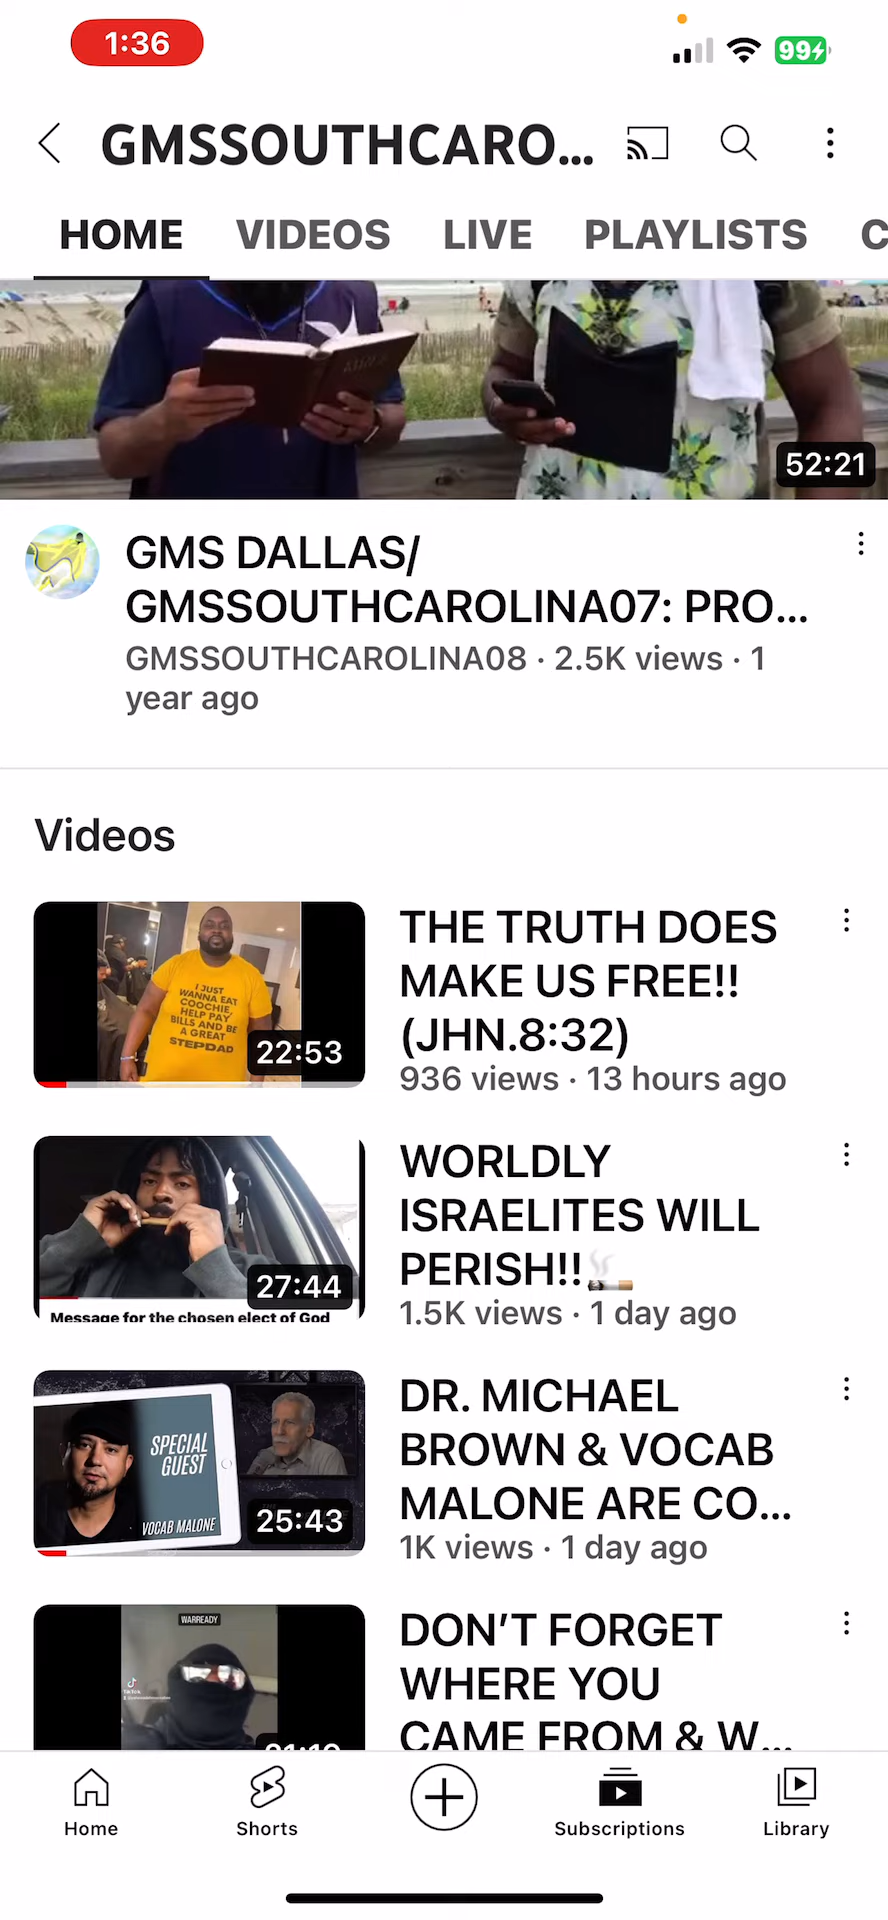 1:36
99
GMSSOUTHCARO...
HOME VIDEOS LIVE PLAYLISTS C
52:21
GMS DALLAS/
GMSSOUTHCAROLINA07: PRO...
GMSSOUTHCAROLINA08 · 2.5K views · 1
year ago
Videos
I JUST
WANNA EAT
COOCHIE,
HELP PAY
BILLS AND BE
A GREAT
STEPDAD
22:53
THE TRUTH DOES
MAKE US FREE!!
(JHN.8:32)
936 views · 13 hours ago
27:44
Message for the chosen elect of God
WORLDLY
ISRAELITES WILL
PERISH!!🚬
1.5K views · 1 day ago
SPECIAL
GUEST
VOCAB MALONE
25:43
DR. MICHAEL
BROWN & VOCAB
MALONE ARE CO...
1K views · 1 day ago
WARREADY
TikTok
DON'T FORGET
WHERE YOU
CAME FROM & W...
Home
Shorts
Subscriptions
Library